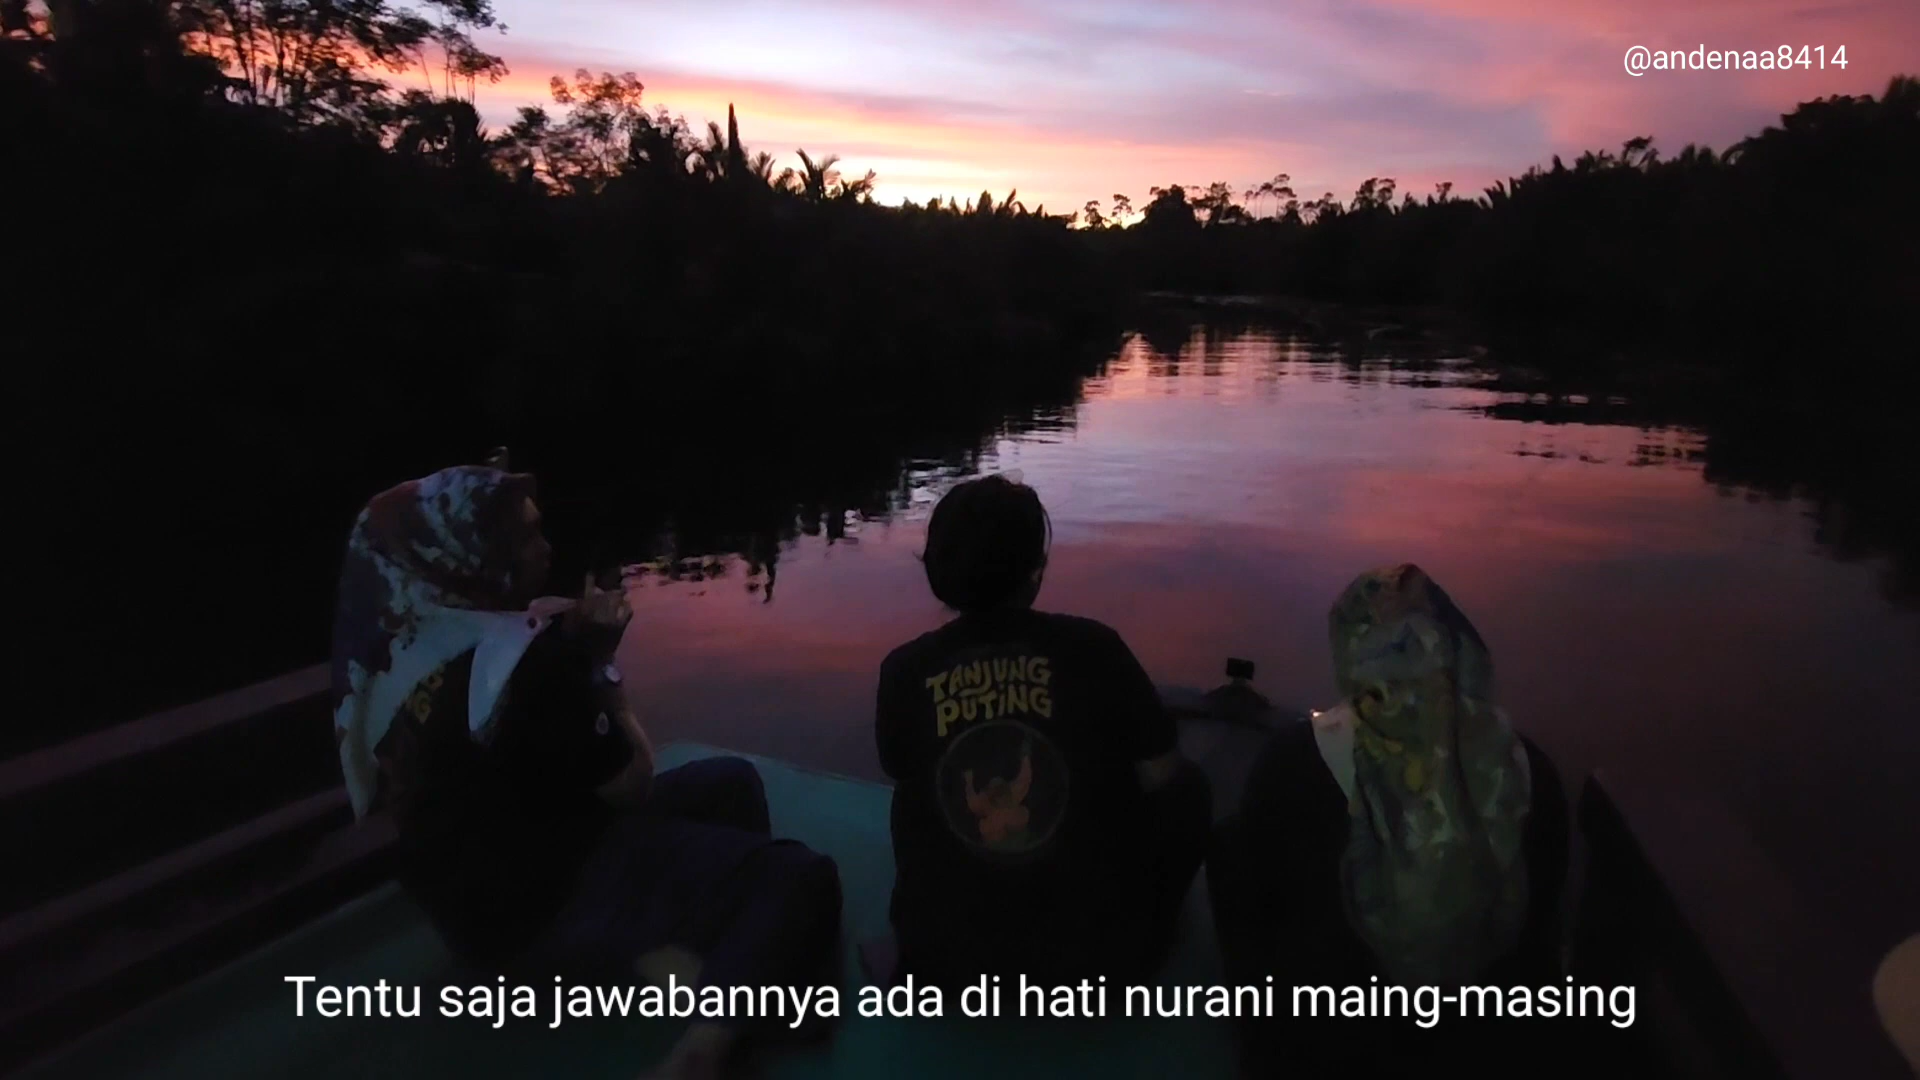 @andenaa8414
TANJUNG
PUTING
Tentu saja jawabannya ada di hati nurani maing-masing